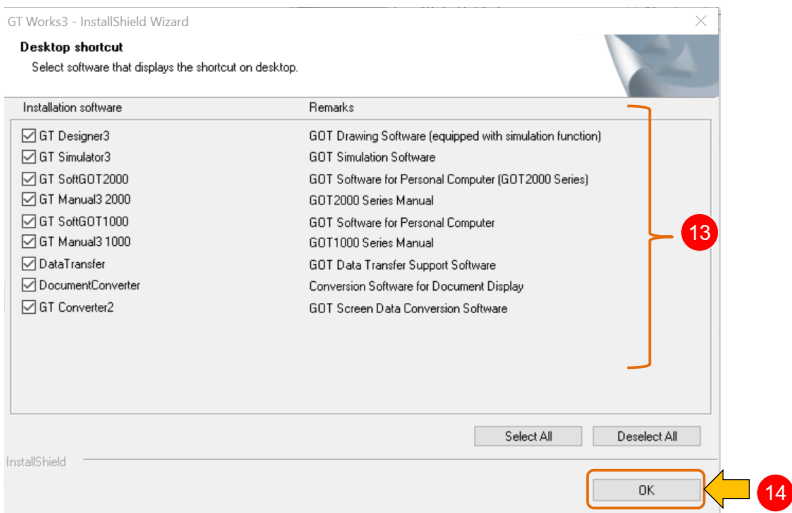 GT Works3 - InstallShield Wizard
Desktop shortcut
Select software that displays the shortcut on desktop.
Installation software Remarks
GT Designer3 GOT Drawing Software (equipped with simulation function)
GT Simulator3 GOT Simulation Software
GT SoftGOT2000 GOT Software for Personal Computer (GOT2000 Series)
GT Manual3 2000 GOT2000 Series Manual
GT SoftGOT1000 GOT Software for Personal Computer
13
GT Manual3 1000 GOT1000 Series Manual
DataTransfer GOT Data Transfer Support Software
DocumentConverter Conversion Software for Document Display
GT Converter2 GOT Screen Data Conversion Software
Select All Deselect All
InstallShield
OK 14